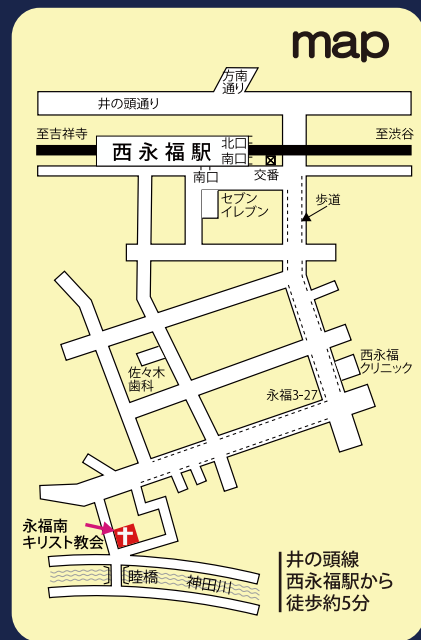 map
方南
通り
井の頭通り
至吉祥寺
至渋谷
西永福駅
北口
南口
南口
交番
セブン
イレブン
歩道
佐々木
歯科
西永福
クリニック
永福3-27
永福南
キリスト教会
睦橋
神田川
井の頭線
西永福駅から
徒歩約5分